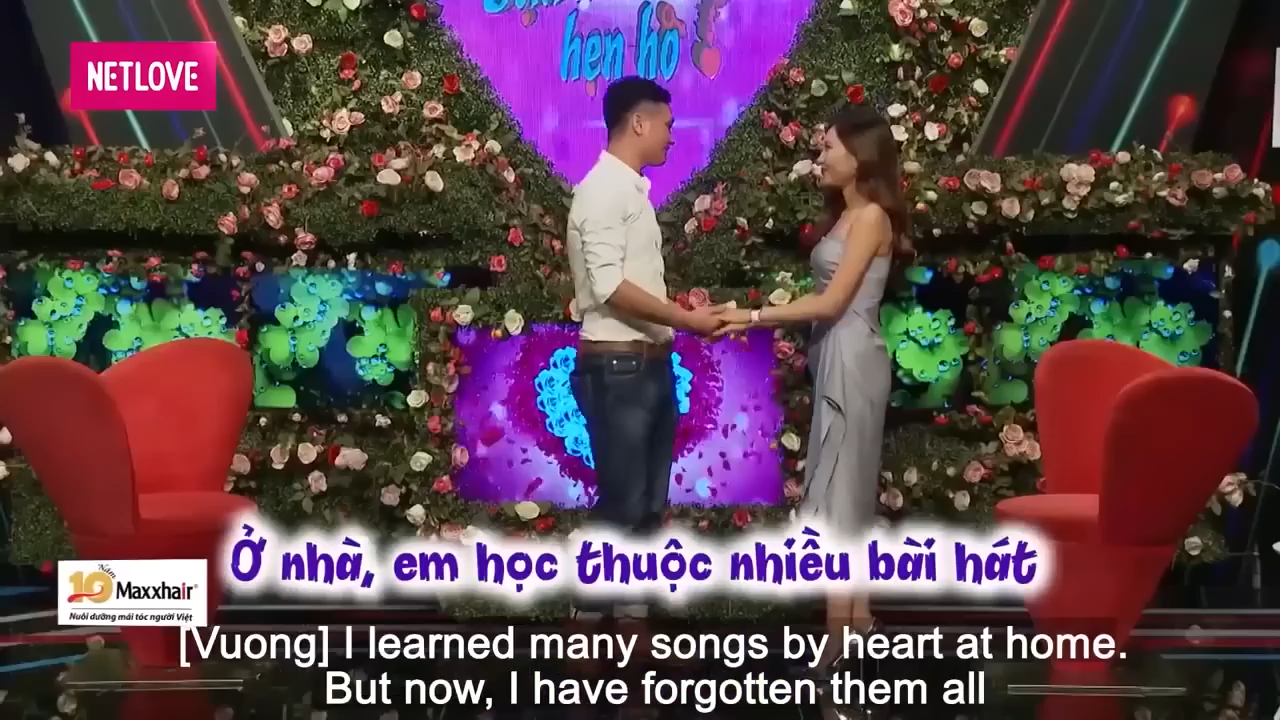 hẹn hò
NETLOVE
Ở nhà, em học thuộc nhiều bài hát
10 Năm
Maxxhair®
Nuôi dưỡng mái tóc người Việt
[Vuong] I learned many songs by heart at home.
But now, I have forgotten them all